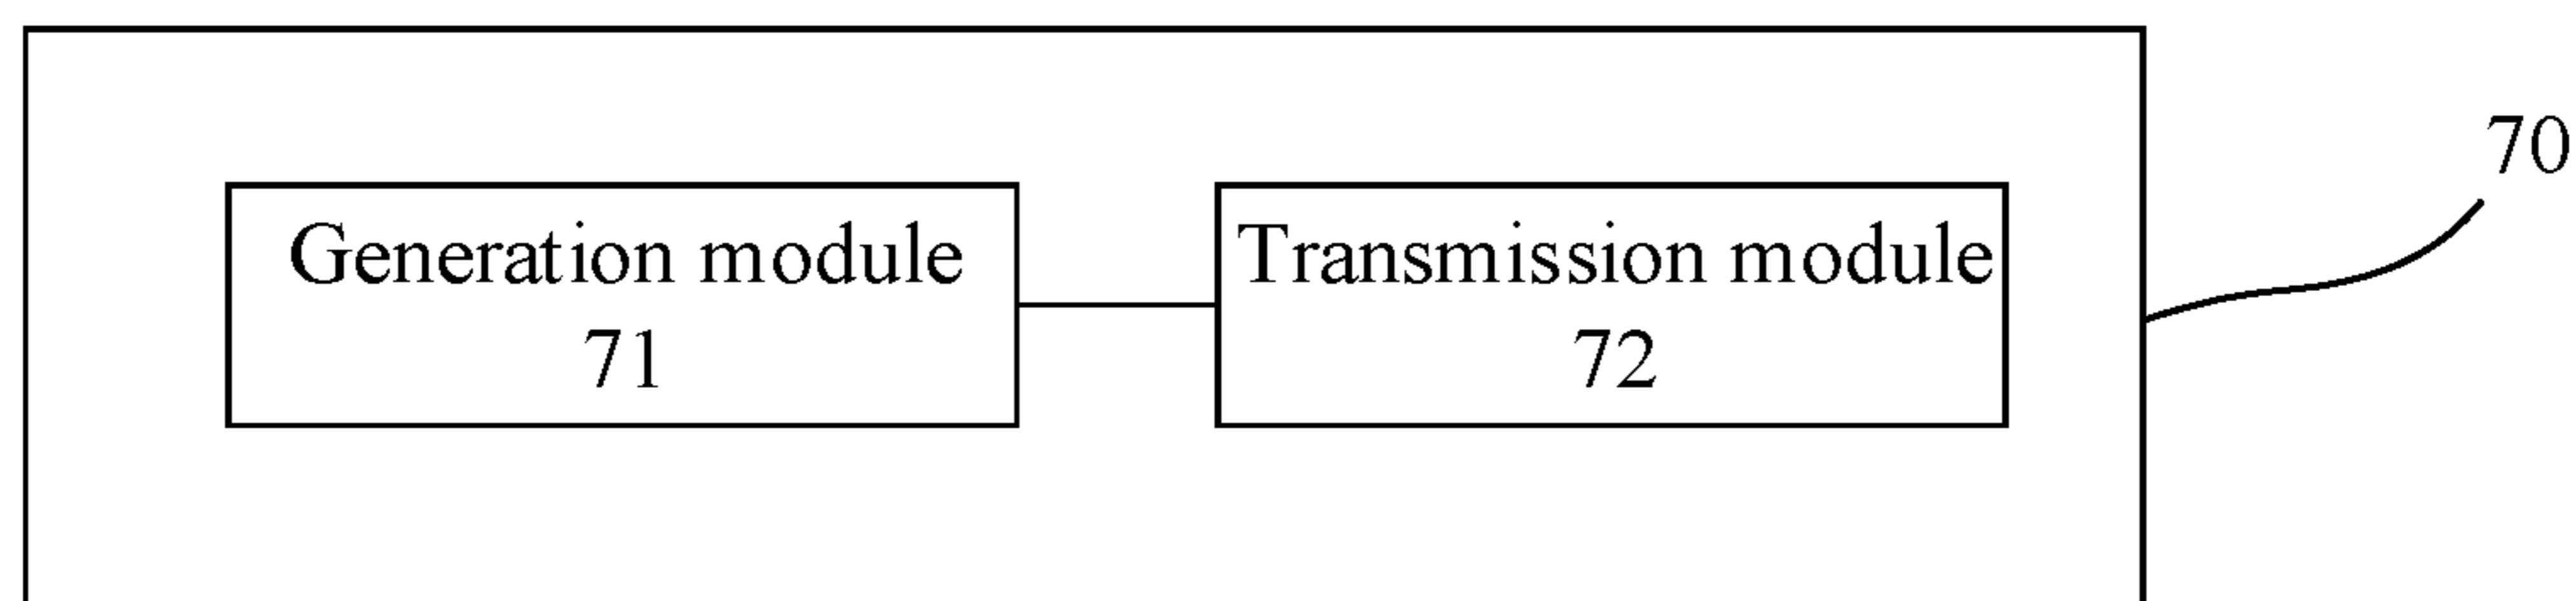 70
Generation module
71
Transmission module
72